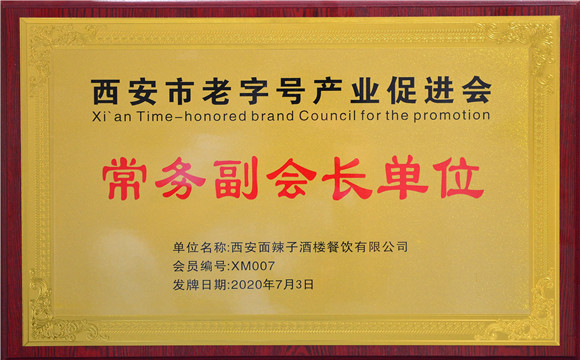 西安市老字号产业促进会
Xi`an Time-honored brand Council for the promotion
常务副会长单位
单位名称:西安面辣子酒楼餐饮有限公司
会员编号:XM007
发牌日期:2020年7月3日